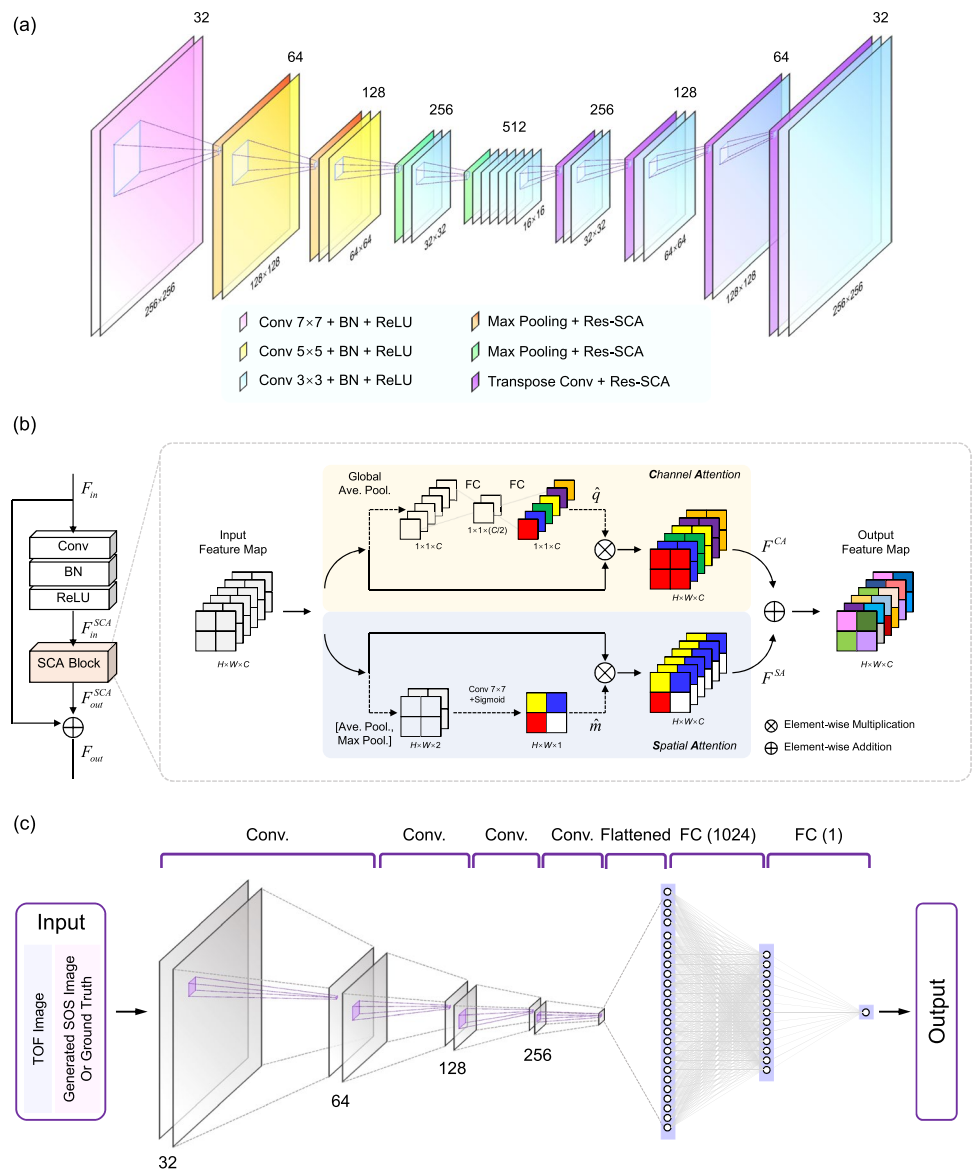 (a)
32
64
128
256
512
256
128
64
32
256×256
128×128
64×64
32×32
16×16
32×32
64×64
128×128
256×256
Conv 7×7 + BN + ReLU
Max Pooling + Res-SCA
Conv 5×5 + BN + ReLU
Max Pooling + Res-SCA
Conv 3×3 + BN + ReLU
Transpose Conv + Res-SCA
(b)
F_in
Conv
BN
ReLU
F_in^SCA
SCA Block
F_out^SCA
F_out
Input
Feature Map
H×W×C
Global
Ave. Pool.
FC
FC
1×1×C
1×1×(C/2)
1×1×C
q̂
Channel Attention
H×W×C
F^CA
[Ave. Pool.,
Max Pool.]
H×W×2
Conv 7×7
+Sigmoid
H×W×1
m̂
Spatial Attention
H×W×C
F^SA
Output
Feature Map
H×W×C
Element-wise Multiplication
Element-wise Addition
(c)
Conv.
Conv.
Conv.
Conv.
Flattened
FC (1024)
FC (1)
Input
TOF Image
Generated SOS Image
Or Ground Truth
32
64
128
256
Output